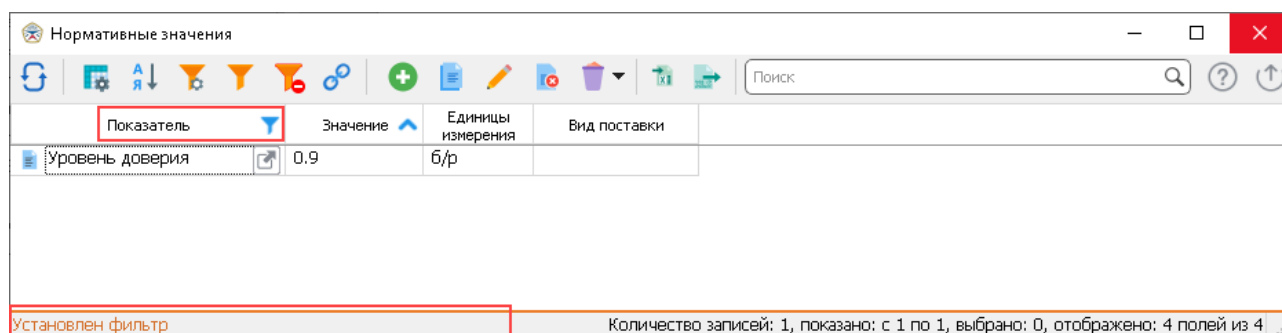 Нормативные значения
А
Я
Поиск
Показатель
Значение
Единицы
измерения
Вид поставки
Уровень доверия
0.9
б/р
Установлен фильтр
Количество записей: 1, показано: с 1 по 1, выбрано: 0, отображено: 4 полей из 4